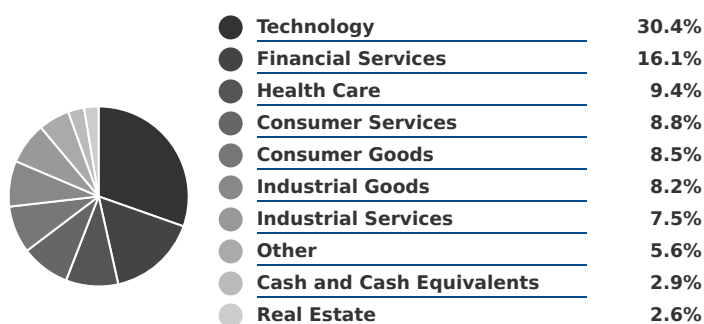 Technology 30.4%
Financial Services 16.1%
Health Care 9.4%
Consumer Services 8.8%
Consumer Goods 8.5%
Industrial Goods 8.2%
Industrial Services 7.5%
Other 5.6%
Cash and Cash Equivalents 2.9%
Real Estate 2.6%